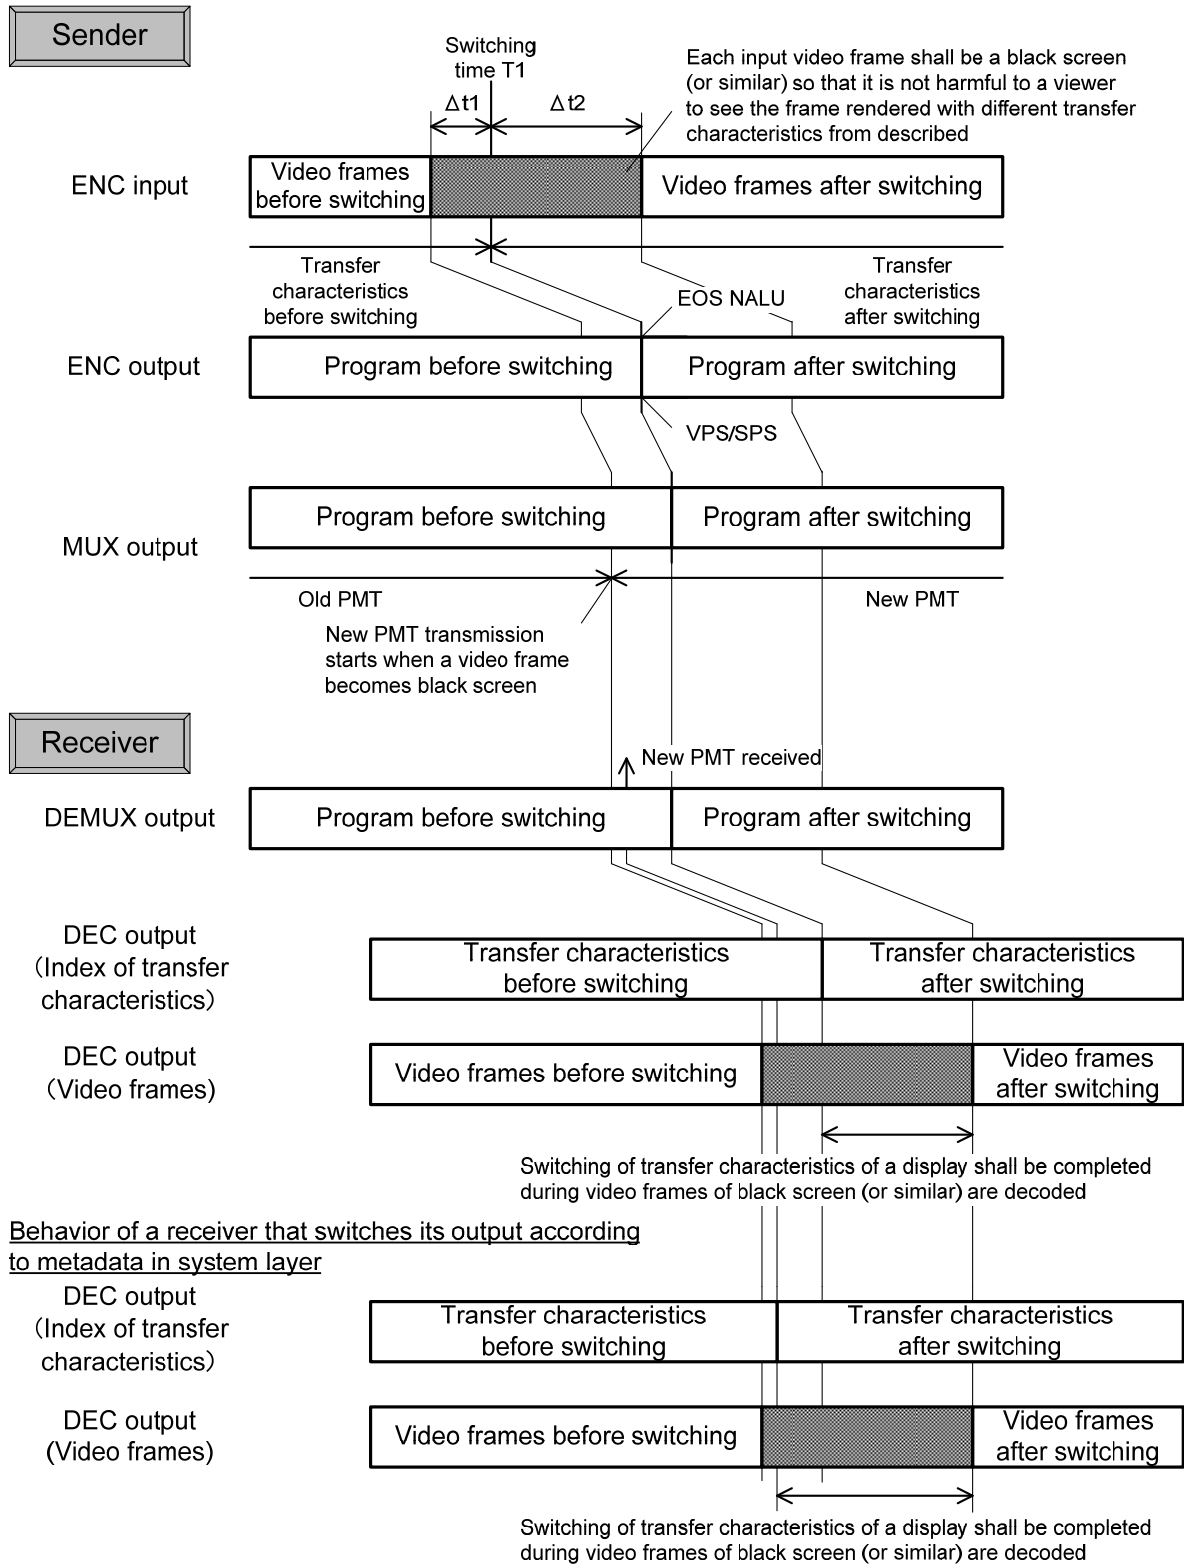 Sender
Switching
time T1
Δt1
Δt2
Each input video frame shall be a black screen
(or similar) so that it is not harmful to a viewer
to see the frame rendered with different transfer
characteristics from described
ENC input
Video frames
before switching
Video frames after switching
Transfer
characteristics
before switching
Transfer
characteristics
after switching
EOS NALU
ENC output
Program before switching
Program after switching
VPS/SPS
MUX output
Program before switching
Program after switching
Old PMT
New PMT
New PMT transmission
starts when a video frame
becomes black screen
Receiver
New PMT received
DEMUX output
Program before switching
Program after switching
DEC output
(Index of transfer
characteristics)
Transfer characteristics
before switching
Transfer characteristics
after switching
DEC output
(Video frames)
Video frames before switching
Video frames
after switching
Switching of transfer characteristics of a display shall be completed
during video frames of black screen (or similar) are decoded
Behavior of a receiver that switches its output according
to metadata in system layer
DEC output
(Index of transfer
characteristics)
Transfer characteristics
before switching
Transfer characteristics
after switching
DEC output
(Video frames)
Video frames before switching
Video frames
after switching
Switching of transfer characteristics of a display shall be completed
during video frames of black screen (or similar) are decoded